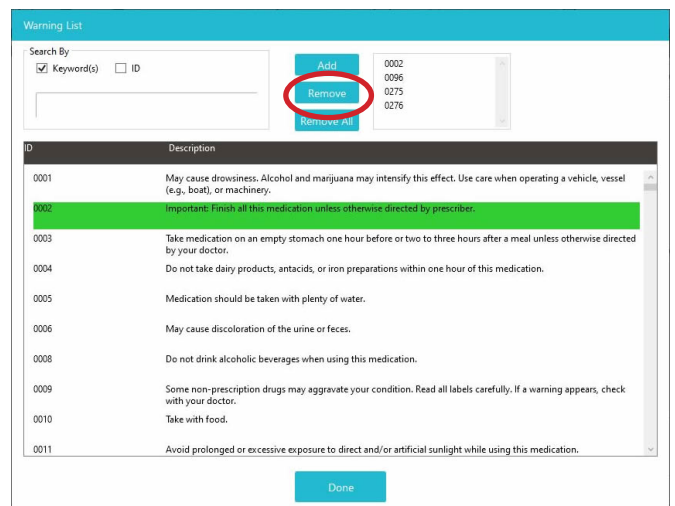 Warning List
Search By
Keyword(s) ID
Add
Remove
Remove All
0002
0096
0275
0276
ID Description
0001 May cause drowsiness. Alcohol and marijuana may intensify this effect. Use care when operating a vehicle, vessel
(e.g., boat), or machinery.
0002 Important: Finish all this medication unless otherwise directed by prescriber.
0003 Take medication on an empty stomach one hour before or two to three hours after a meal unless otherwise directed
by your doctor.
0004 Do not take dairy products, antacids, or iron preparations within one hour of this medication.
0005 Medication should be taken with plenty of water.
0006 May cause discoloration of the urine or feces.
0008 Do not drink alcoholic beverages when using this medication.
0009 Some non-prescription drugs may aggravate your condition. Read all labels carefully. If a warning appears, check
with your doctor.
0010 Take with food.
0011 Avoid prolonged or excessive exposure to direct and/or artificial sunlight while using this medication.
Done